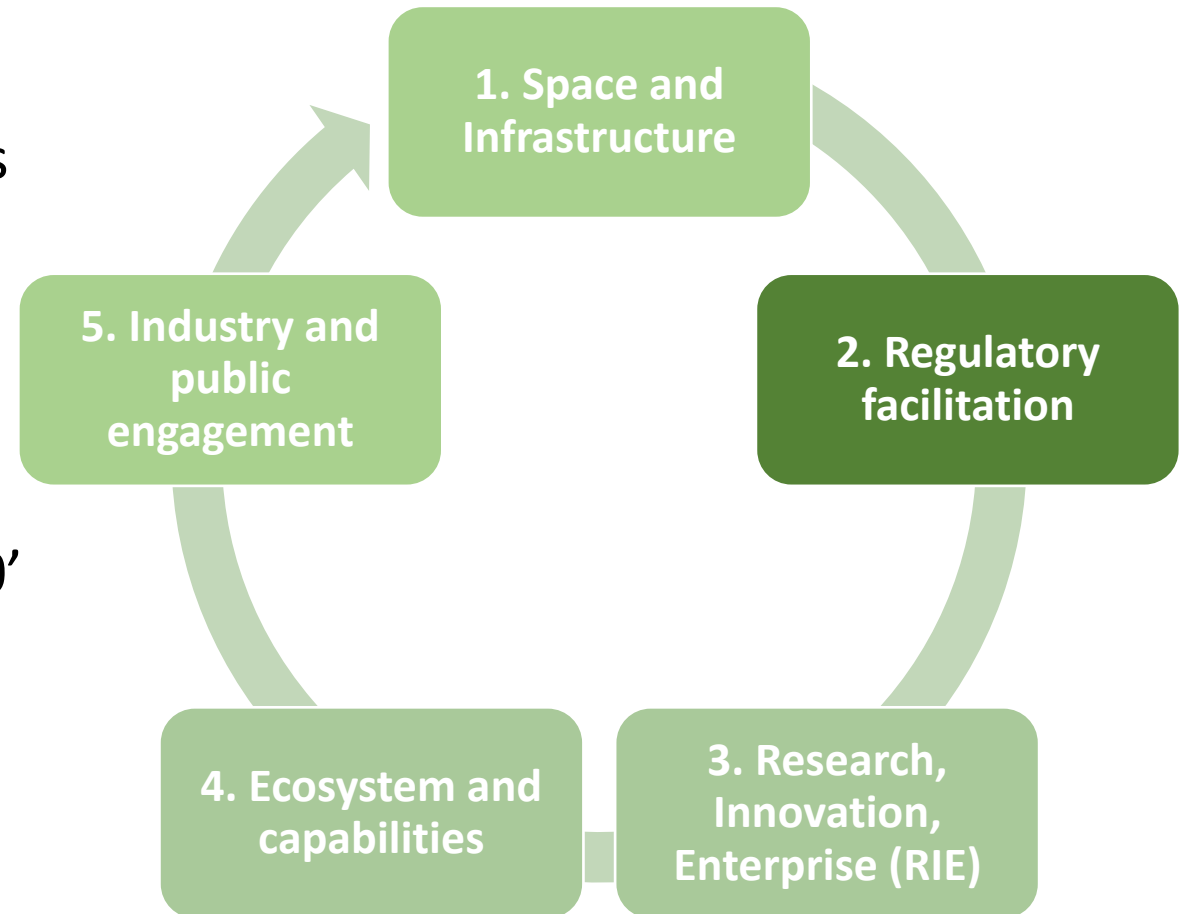 1. Space and
Infrastructure
s
5. Industry and
public
engagement
2. Regulatory
facilitation
)’
4. Ecosystem and
capabilities
3. Research,
Innovation,
Enterprise (RIE)